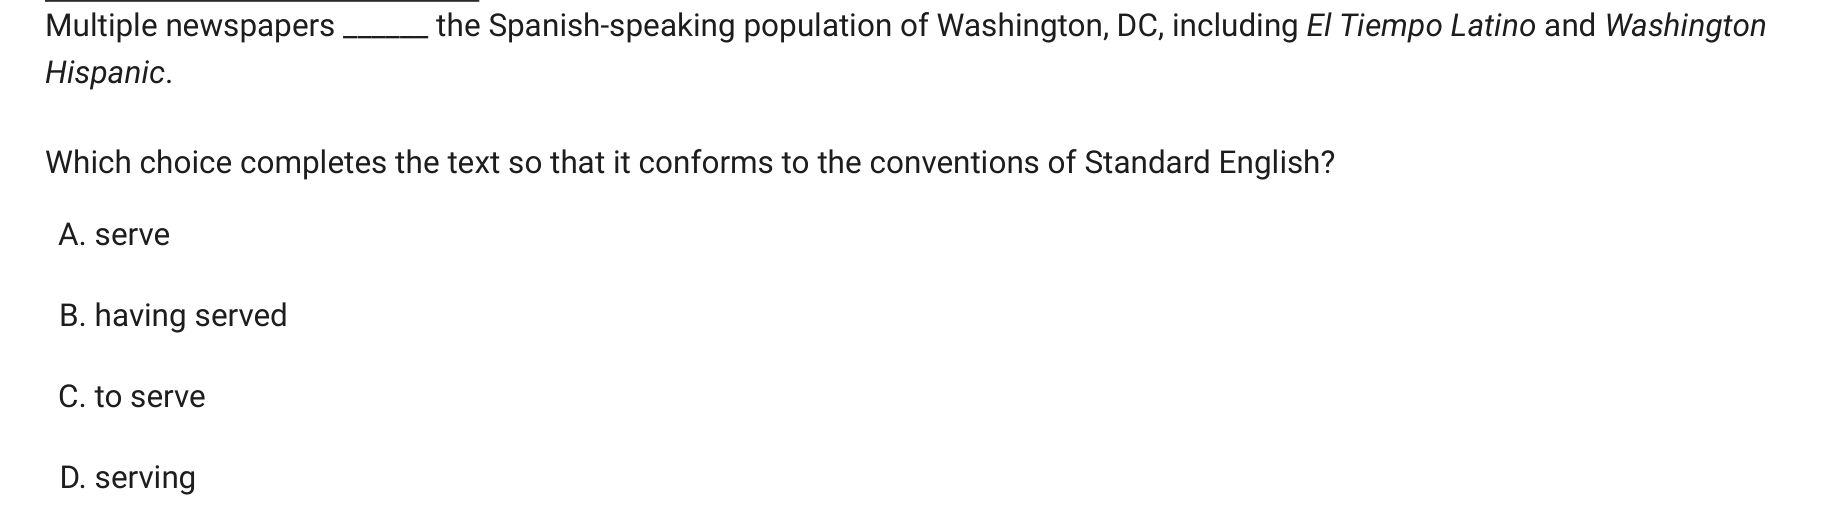 Multiple newspapers ______ the Spanish-speaking population of Washington, DC, including El Tiempo Latino and Washington
Hispanic.
Which choice completes the text so that it conforms to the conventions of Standard English?
A. serve
B. having served
C. to serve
D. serving